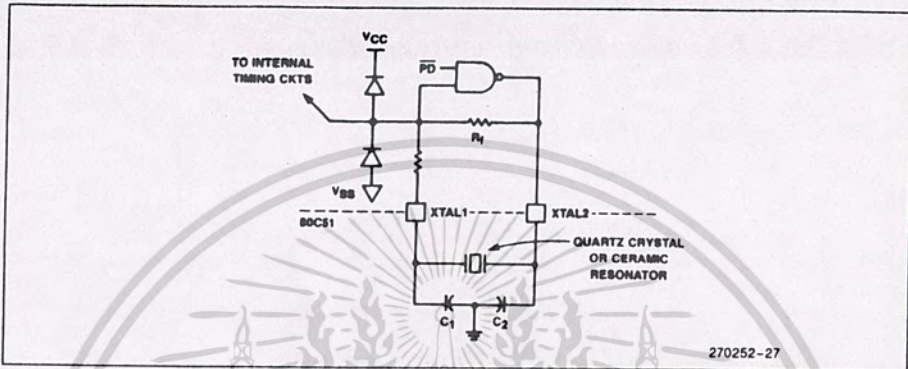 VCC
TO INTERNAL
TIMING CKTS
PD
Rf
VSS
80C51
XTAL1
XTAL2
QUARTZ CRYSTAL
OR CERAMIC
RESONATOR
C1
C2
270252-27